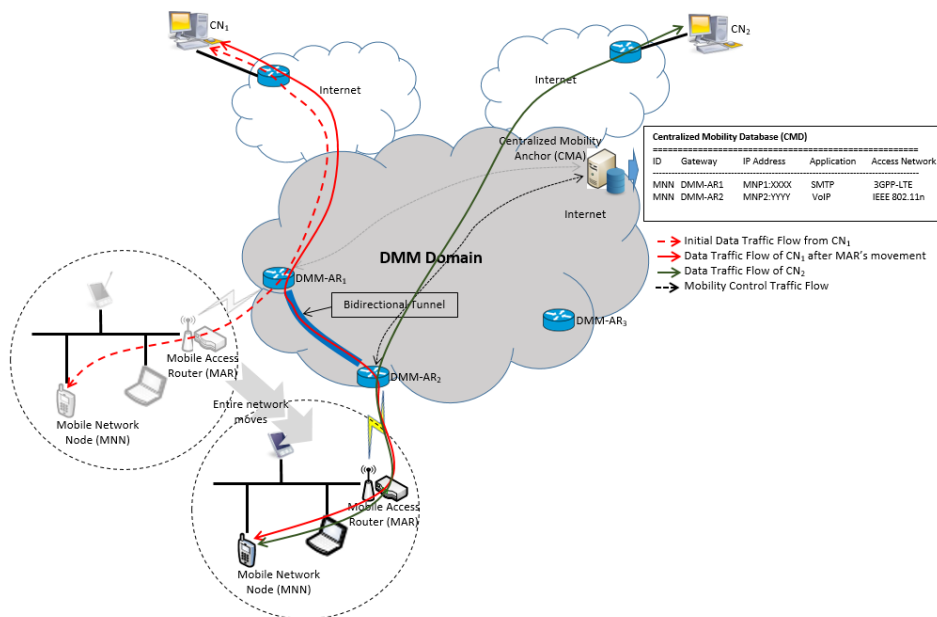 CN1
CN2
Internet
Internet
Centralized Mobility
Anchor (CMA)
Internet
Centralized Mobility Database (CMD)
=====================================================
ID Gateway IP Address Application Access Network
MNN DMM-AR1 MNP1:XXXX SMTP 3GPP-LTE
MNN DMM-AR2 MNP2:YYYY VoIP IEEE 802.11n
Initial Data Traffic Flow from CN1
Data Traffic Flow of CN1 after MAR's movement
Data Traffic Flow of CN2
Mobility Control Traffic Flow
DMM Domain
DMM-AR1
Bidirectional Tunnel
DMM-AR3
DMM-AR2
Mobile Access
Router (MAR)
Mobile Network
Node (MNN)
Entire network
moves
Mobile Access
Router (MAR)
Mobile Network
Node (MNN)